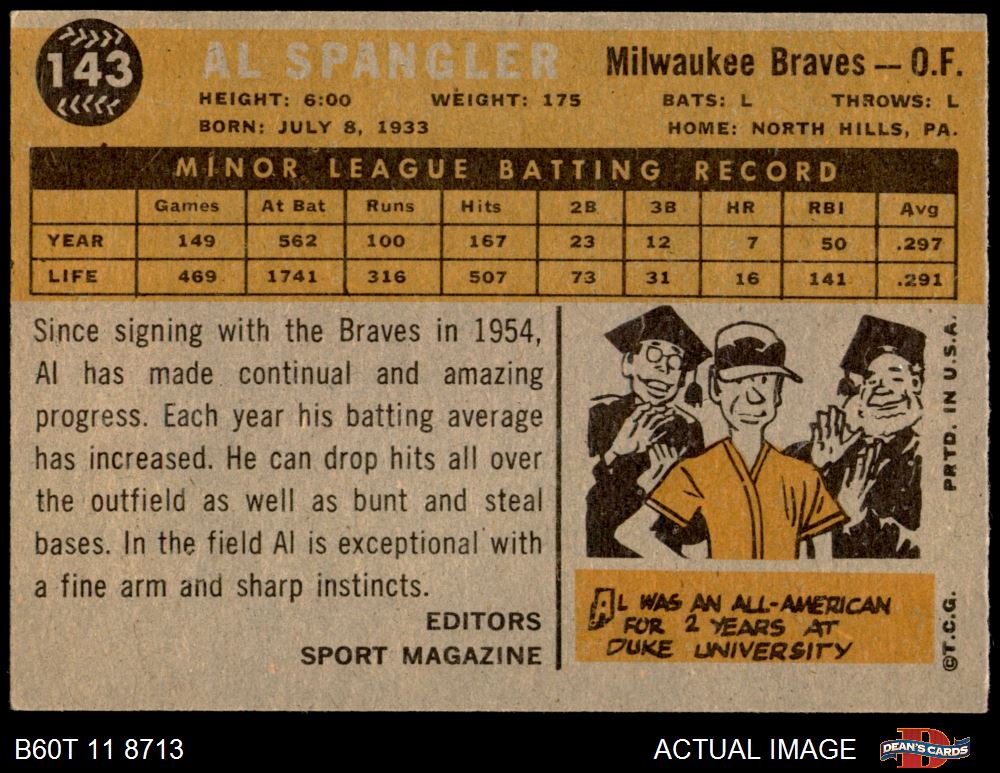 143
AL SPANGLER
Milwaukee Braves — O.F.
HEIGHT: 6:00 WEIGHT: 175 BATS: L THROWS: L
BORN: JULY 8, 1933 HOME: NORTH HILLS, PA.
MINOR LEAGUE BATTING RECORD
Games At Bat Runs Hits 2B 3B HR RBI Avg
YEAR 149 562 100 167 23 12 7 50 .297
LIFE 469 1741 316 507 73 31 16 141 .291
Since signing with the Braves in 1954,
Al has made continual and amazing
progress. Each year his batting average
has increased. He can drop hits all over
the outfield as well as bunt and steal
bases. In the field Al is exceptional with
a fine arm and sharp instincts.
EDITORS
SPORT MAGAZINE
AL WAS AN ALL-AMERICAN
FOR 2 YEARS AT
DUKE UNIVERSITY
©T.C.G. PRTD. IN U.S.A.
B60T 11 8713
ACTUAL IMAGE
DEAN'S CARDS